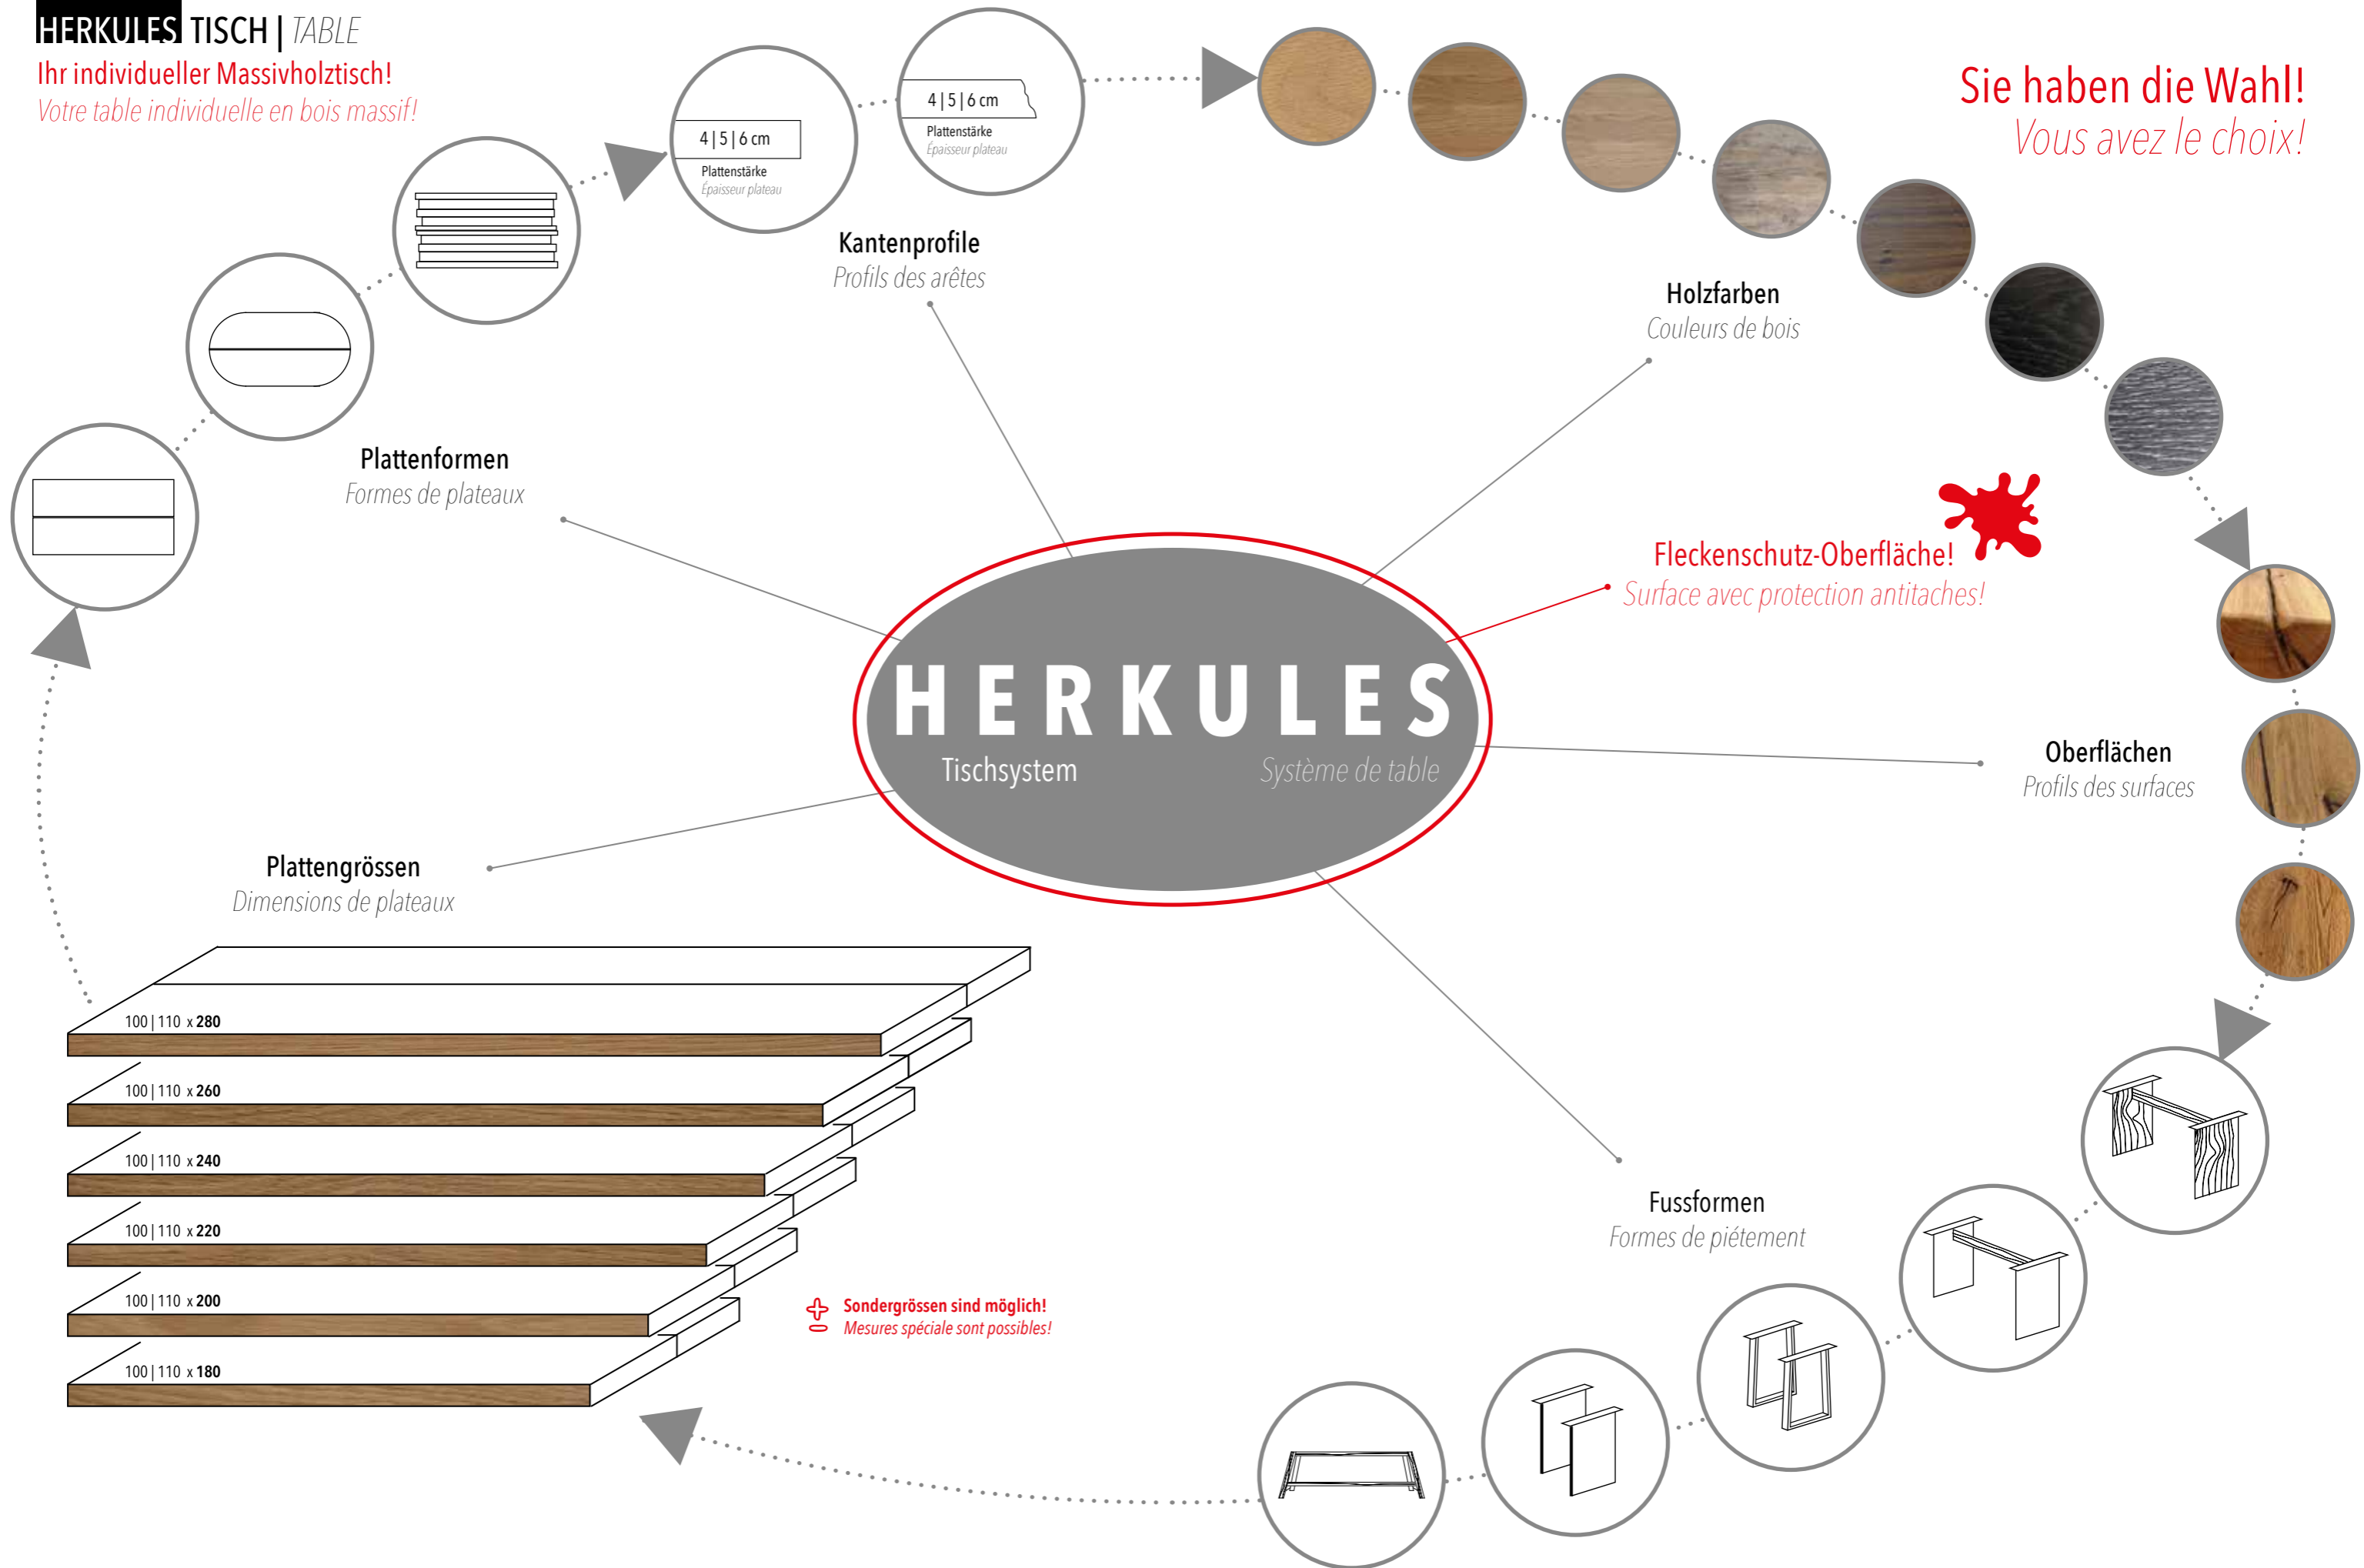 HERKULES TISCH | TABLE
Ihr individueller Massivholztisch!
Votre table individuelle en bois massif!
Sie haben die Wahl!
Vous avez le choix!
4 | 5 | 6 cm
Plattenstärke
Épaisseur plateau
4 | 5 | 6 cm
Plattenstärke
Épaisseur plateau
Kantenprofile
Profils des arêtes
Holzfarben
Couleurs de bois
Plattenformen
Formes de plateaux
Fleckenschutz-Oberfläche!
Surface avec protection antitaches!
HERKULES
Tischsystem Système de table
Oberflächen
Profils des surfaces
Plattengrössen
Dimensions de plateaux
100 | 110 x 280
100 | 110 x 260
100 | 110 x 240
100 | 110 x 220
100 | 110 x 200
100 | 110 x 180
Sondergrössen sind möglich!
Mesures spéciale sont possibles!
Fussformen
Formes de piétement